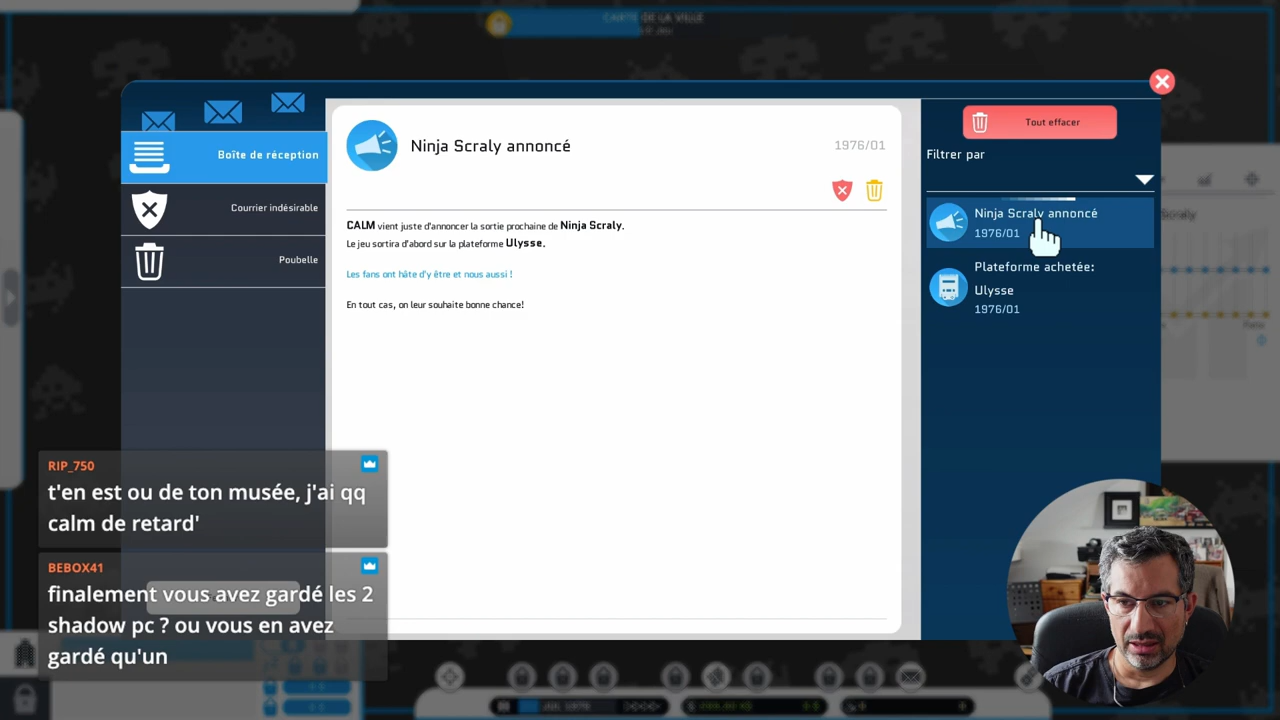 CARTE DE LA VILLE
Boîte de réception
Courrier indésirable
Poubelle
Ninja Scraly annoncé
1976/01
CALM vient juste d'annoncer la sortie prochaine de Ninja Scraly.
Le jeu sortira d'abord sur la plateforme Ulysse.
Les fans ont hâte d'y être et nous aussi !
En tout cas, on leur souhaite bonne chance!
Tout effacer
Filtrer par
Ninja Scraly annoncé
1976/01
Plateforme achetée:
Ulysse
1976/01
RIP_750
t'en est ou de ton musée, j'ai qq
calm de retard'
BEBOX41
finalement vous avez gardé les 2
shadow pc ? ou vous en avez
gardé qu'un